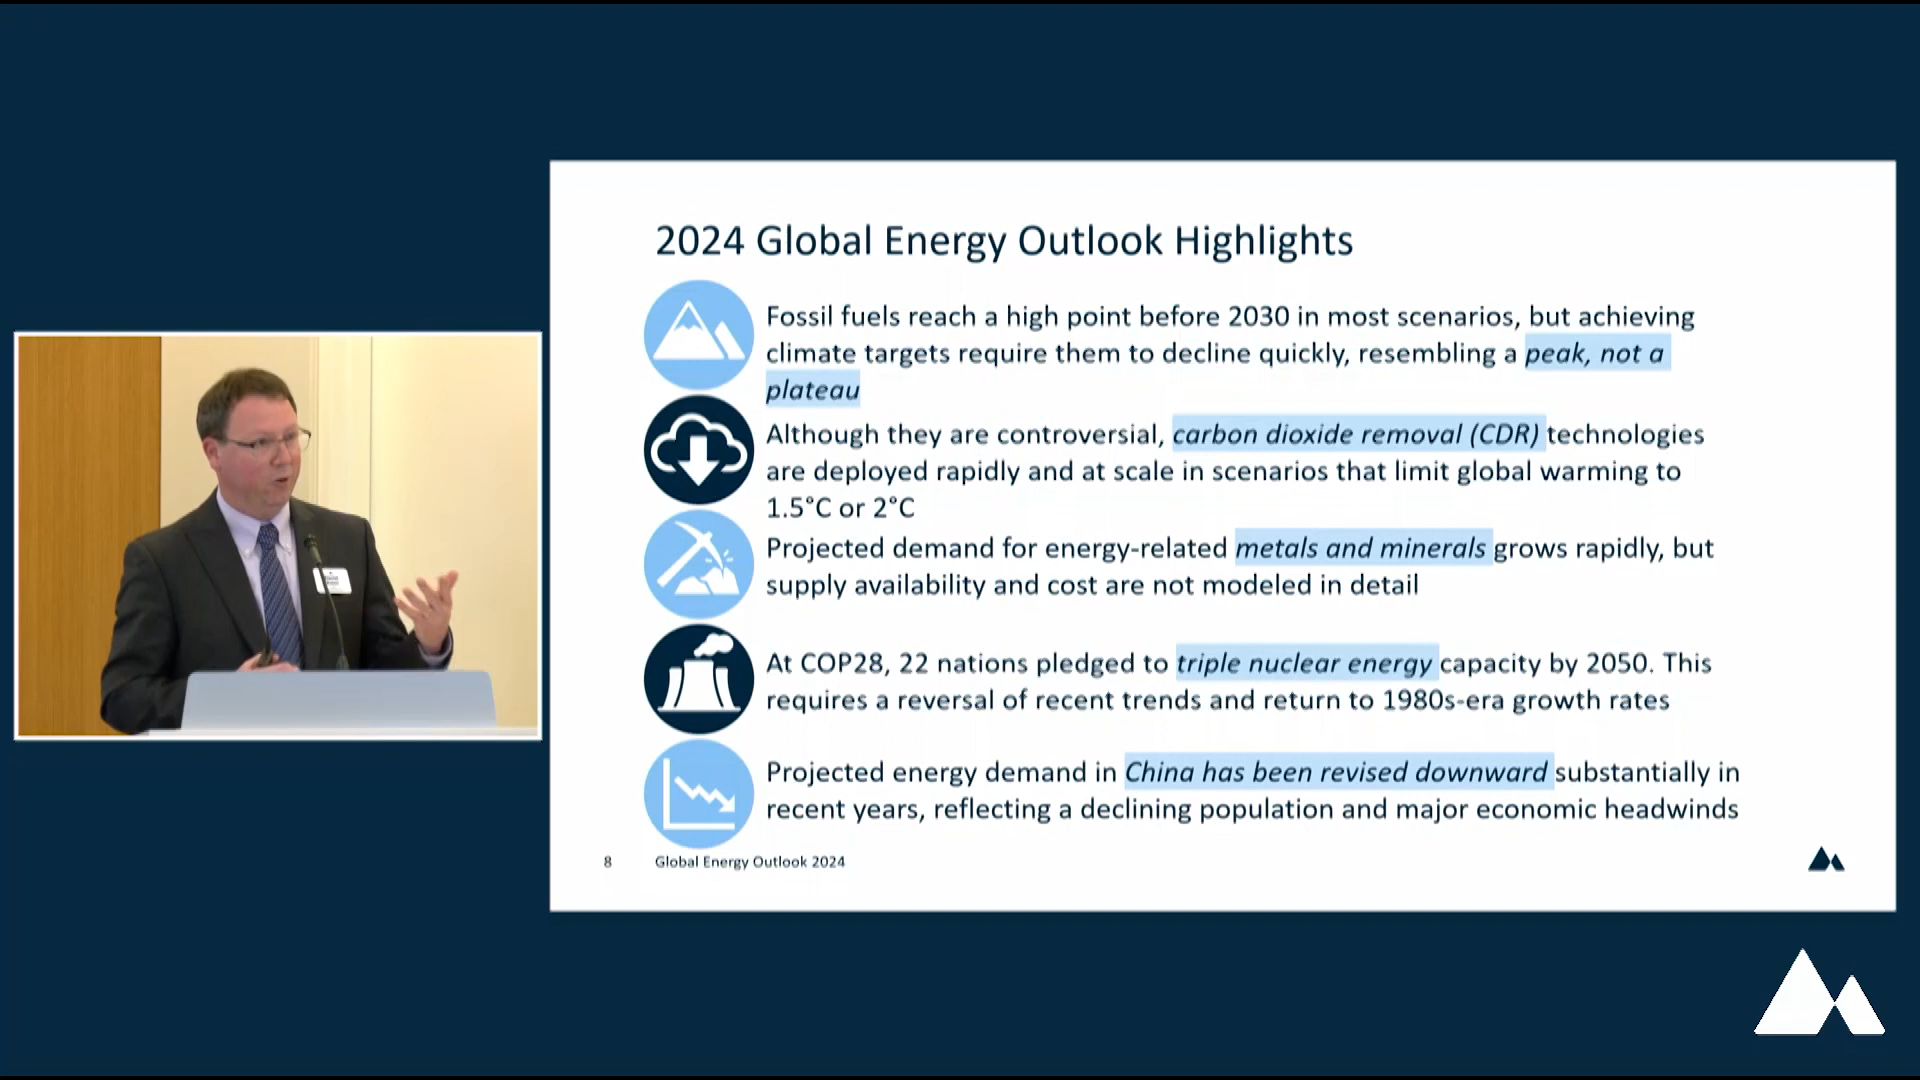 2024 Global Energy Outlook Highlights
Fossil fuels reach a high point before 2030 in most scenarios, but achieving
climate targets require them to decline quickly, resembling a peak, not a
plateau
Although they are controversial, carbon dioxide removal (CDR) technologies
are deployed rapidly and at scale in scenarios that limit global warming to
1.5°C or 2°C
Projected demand for energy-related metals and minerals grows rapidly, but
supply availability and cost are not modeled in detail
At COP28, 22 nations pledged to triple nuclear energy capacity by 2050. This
requires a reversal of recent trends and return to 1980s-era growth rates
Projected energy demand in China has been revised downward substantially in
recent years, reflecting a declining population and major economic headwinds
8 Global Energy Outlook 2024